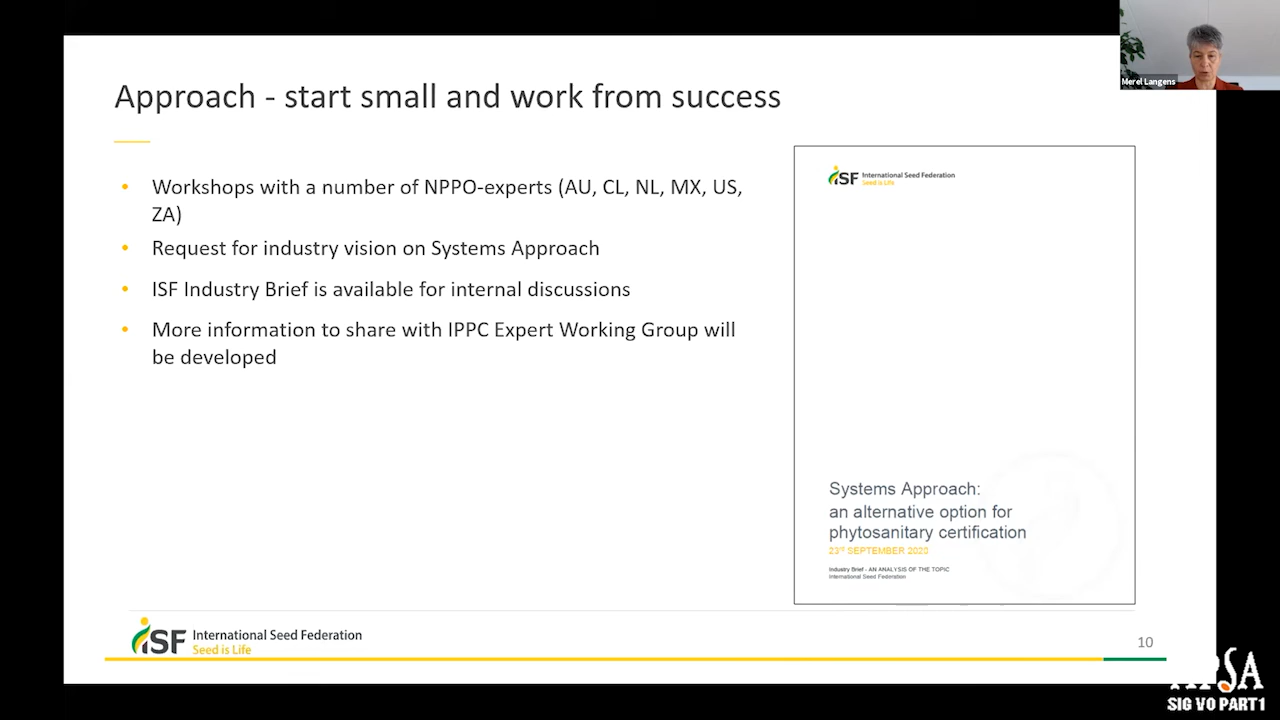 Merel Langens
Approach - start small and work from success
• Workshops with a number of NPPO-experts (AU, CL, NL, MX, US,
ZA)
• Request for industry vision on Systems Approach
• ISF Industry Brief is available for internal discussions
• More information to share with IPPC Expert Working Group will
be developed
ISF International Seed Federation
Seed is Life
Systems Approach:
an alternative option for
phytosanitary certification
23rd SEPTEMBER 2020
Industry Brief - AN ANALYSIS OF THE TOPIC
International Seed Federation
ISF International Seed Federation
Seed is Life
10
SIG VO PART1